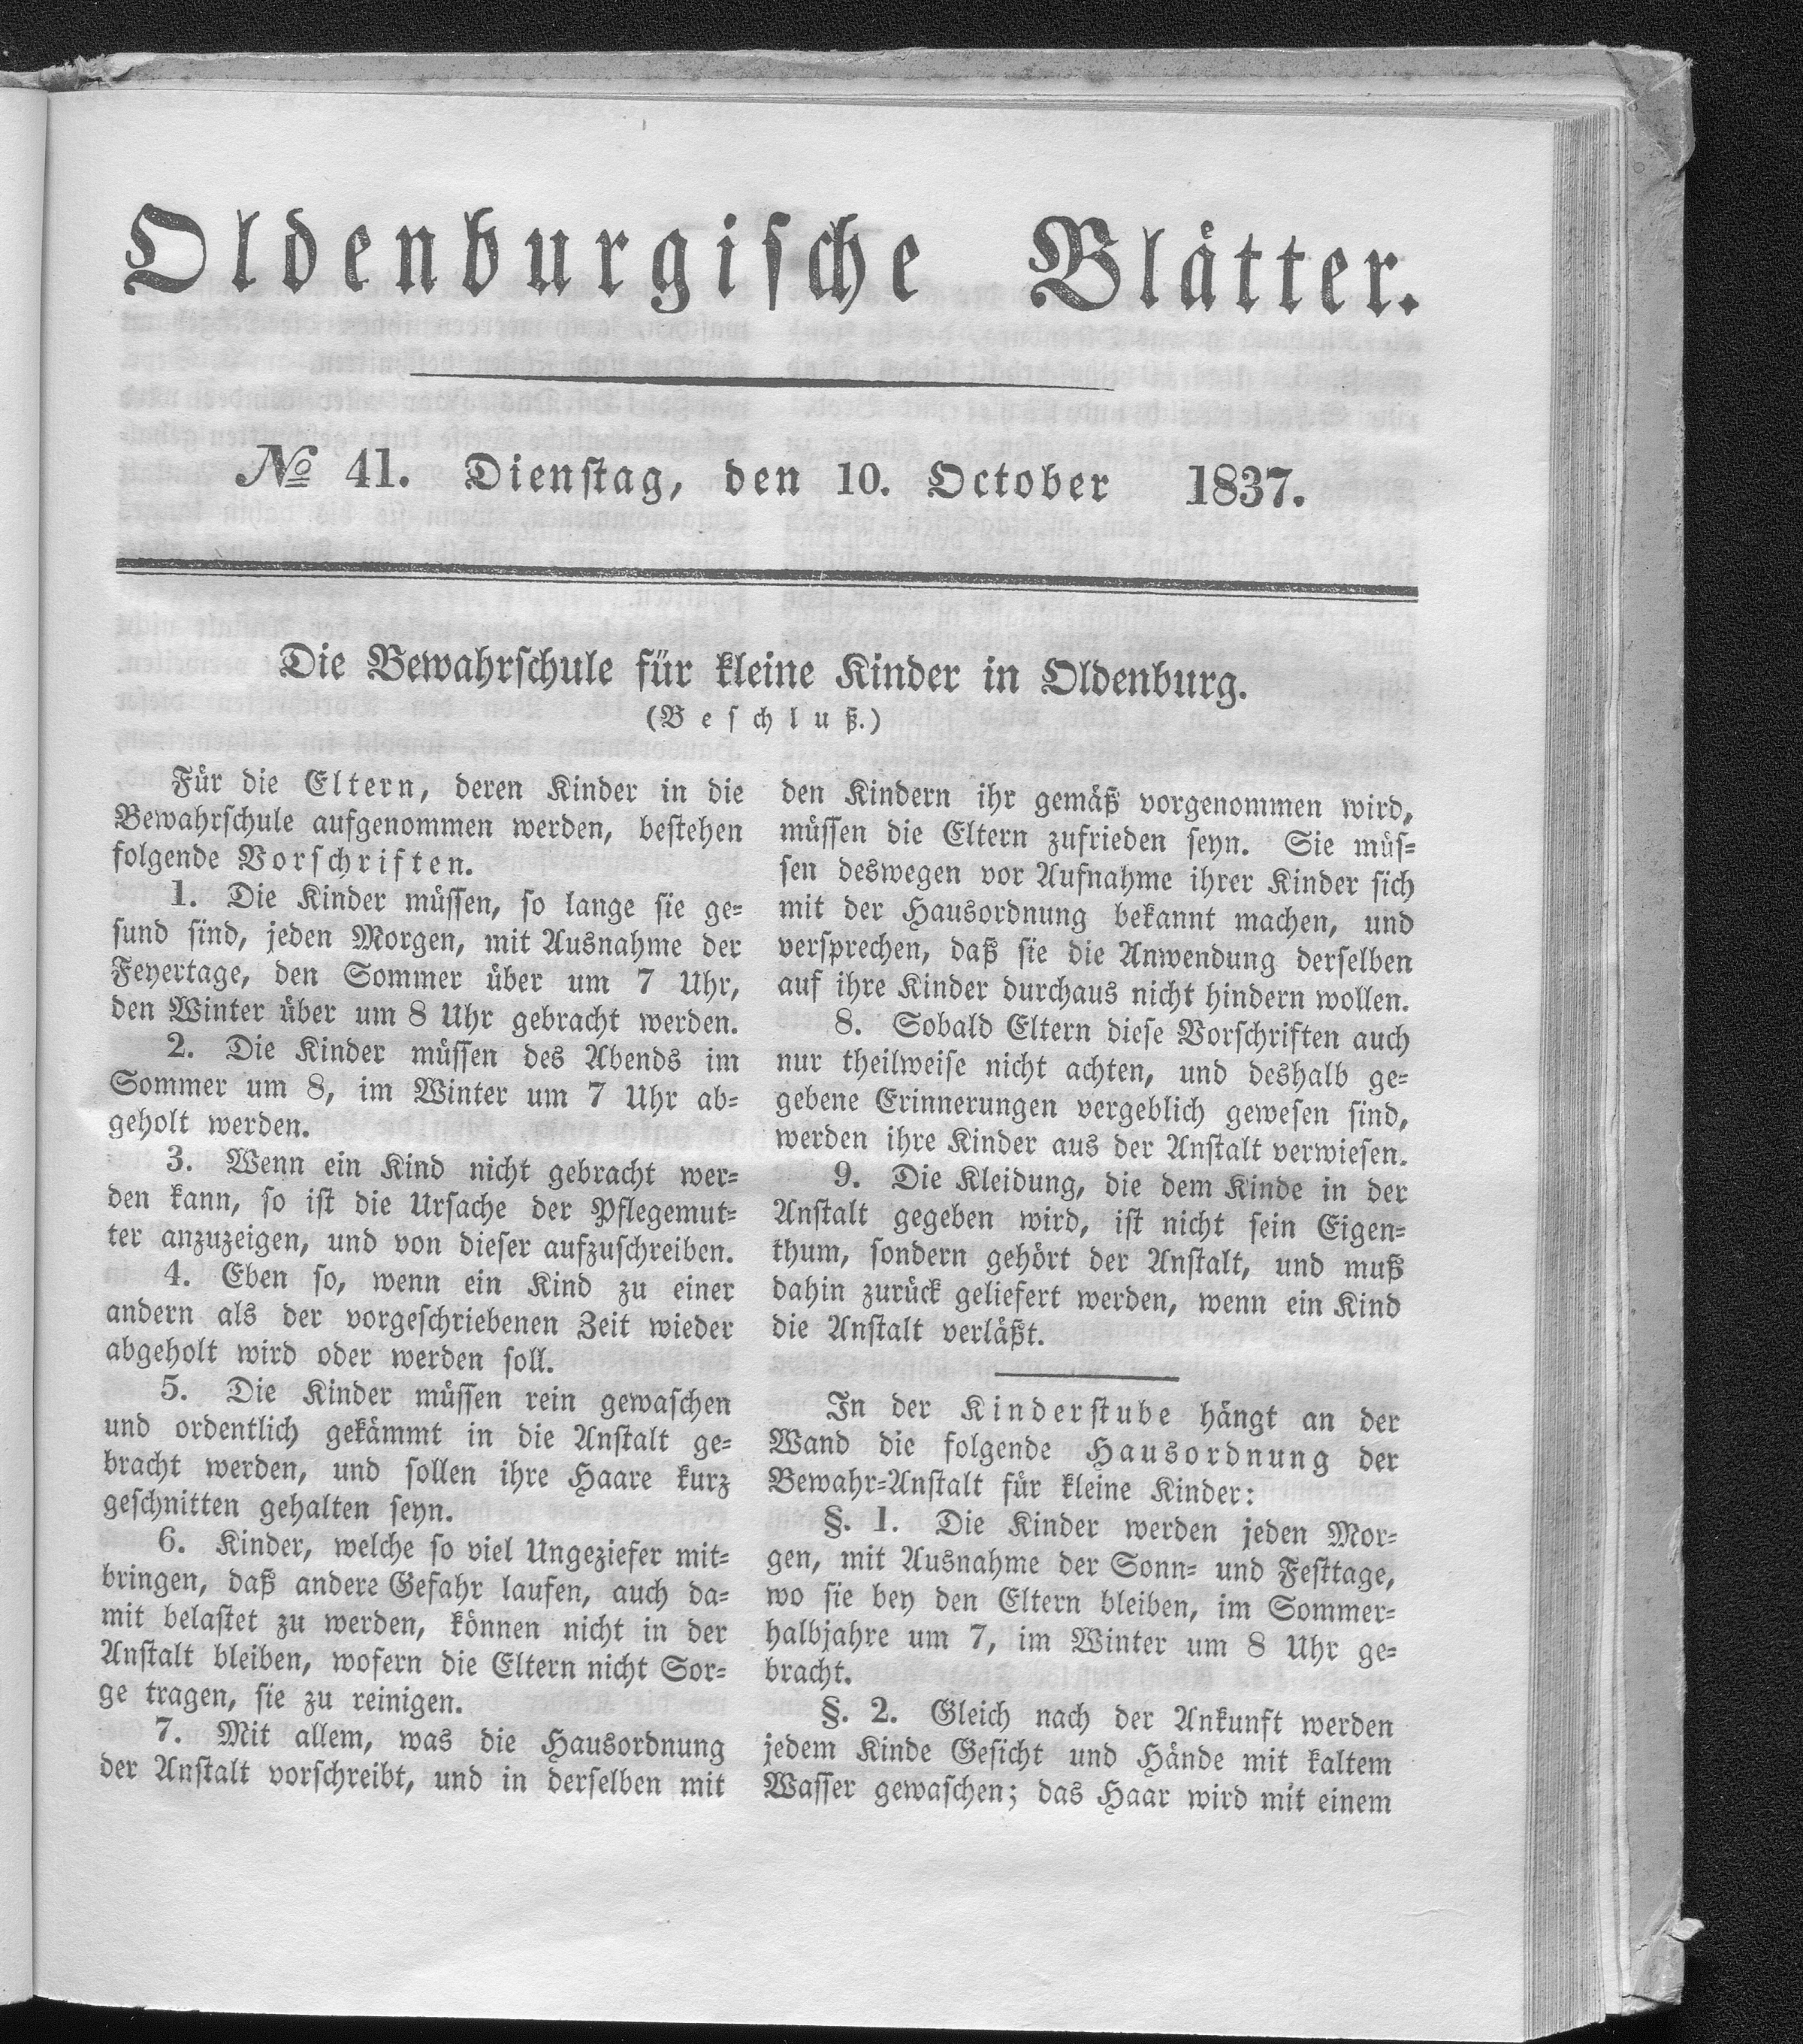 Oldenburgische Blätter.
№ 41. Dienstag, den 10. October 1837.
Die Bewahrschule für kleine Kinder in Oldenburg.
(Beschluß.)
Für die Eltern, deren Kinder in die
Bewahrschule aufgenommen werden, bestehen
folgende Vorschriften.
1. Die Kinder müssen, so lange sie ge-
sund sind, jeden Morgen, mit Ausnahme der
Feyertage, den Sommer über um 7 Uhr,
den Winter über um 8 Uhr gebracht werden.
2. Die Kinder müssen des Abends im
Sommer um 8, im Winter um 7 Uhr ab-
geholt werden.
3. Wenn ein Kind nicht gebracht wer-
den kann, so ist die Ursache der Pflegemut-
ter anzuzeigen, und von dieser aufzuschreiben.
4. Eben so, wenn ein Kind zu einer
andern als der vorgeschriebenen Zeit wieder
abgeholt wird oder werden soll.
5. Die Kinder müssen rein gewaschen
und ordentlich gekämmt in die Anstalt ge-
bracht werden, und sollen ihre Haare kurz
geschnitten gehalten seyn.
6. Kinder, welche so viel Ungeziefer mit-
bringen, daß andere Gefahr laufen, auch da-
mit belastet zu werden, können nicht in der
Anstalt bleiben, wofern die Eltern nicht Sor-
ge tragen, sie zu reinigen.
7. Mit allem, was die Hausordnung
der Anstalt vorschreibt, und in derselben mit
den Kindern ihr gemäß vorgenommen wird,
müssen die Eltern zufrieden seyn. Sie müs-
sen deswegen vor Aufnahme ihrer Kinder sich
mit der Hausordnung bekannt machen, und
versprechen, daß sie die Anwendung derselben
auf ihre Kinder durchaus nicht hindern wollen.
8. Sobald Eltern diese Vorschriften auch
nur theilweise nicht achten, und deshalb ge-
gebene Erinnerungen vergeblich gewesen sind,
werden ihre Kinder aus der Anstalt verwiesen.
9. Die Kleidung, die dem Kinde in der
Anstalt gegeben wird, ist nicht sein Eigen-
thum, sondern gehört der Anstalt, und muß
dahin zurück geliefert werden, wenn ein Kind
die Anstalt verläßt.
In der Kinderstube hängt an der
Wand die folgende Hausordnung der
Bewahr-Anstalt für kleine Kinder:
§. 1. Die Kinder werden jeden Mor-
gen, mit Ausnahme der Sonn- und Festtage,
wo sie bey den Eltern bleiben, im Sommer-
halbjahre um 7, im Winter um 8 Uhr ge-
bracht.
§. 2. Gleich nach der Ankunft werden
jedem Kinde Gesicht und Hände mit kaltem
Wasser gewaschen; das Haar wird mit einem